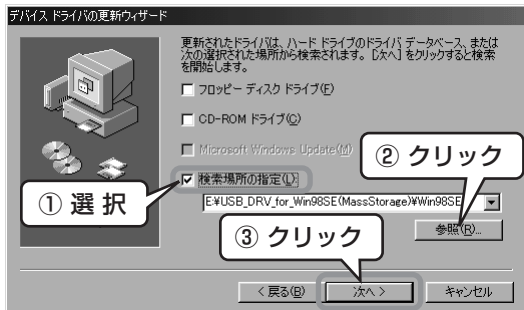 デバイス ドライバの更新ウィザード
更新されたドライバは、ハード ドライブのドライバ データベース、または
次の選択された場所から検索されます。[次へ] をクリックすると検索
を開始します。
フロッピー ディスク ドライブ(F)
CD-ROM ドライブ(C)
Microsoft Windows Update(M)
② クリック
検索場所の指定(L):
① 選 択
E:¥USB_DRV_for_Win98SE(MassStorage)¥Win98SE
参照(R)...
③ クリック
< 戻る(B)
次へ >
キャンセル